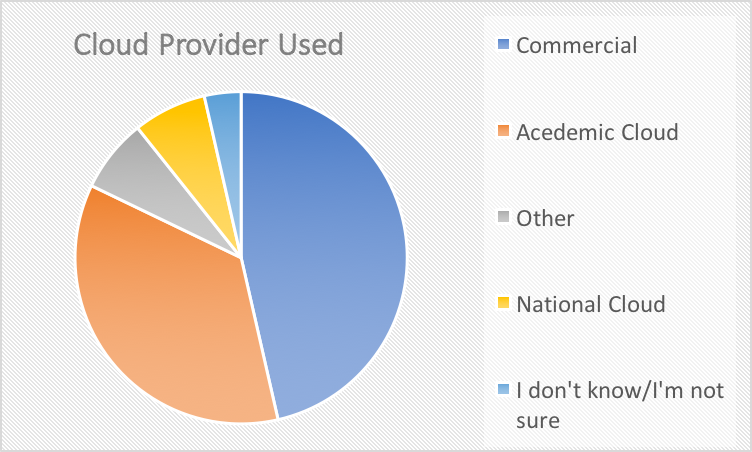 Cloud Provider Used
Commercial
Acedemic Cloud
Other
National Cloud
I don't know/I'm not
sure